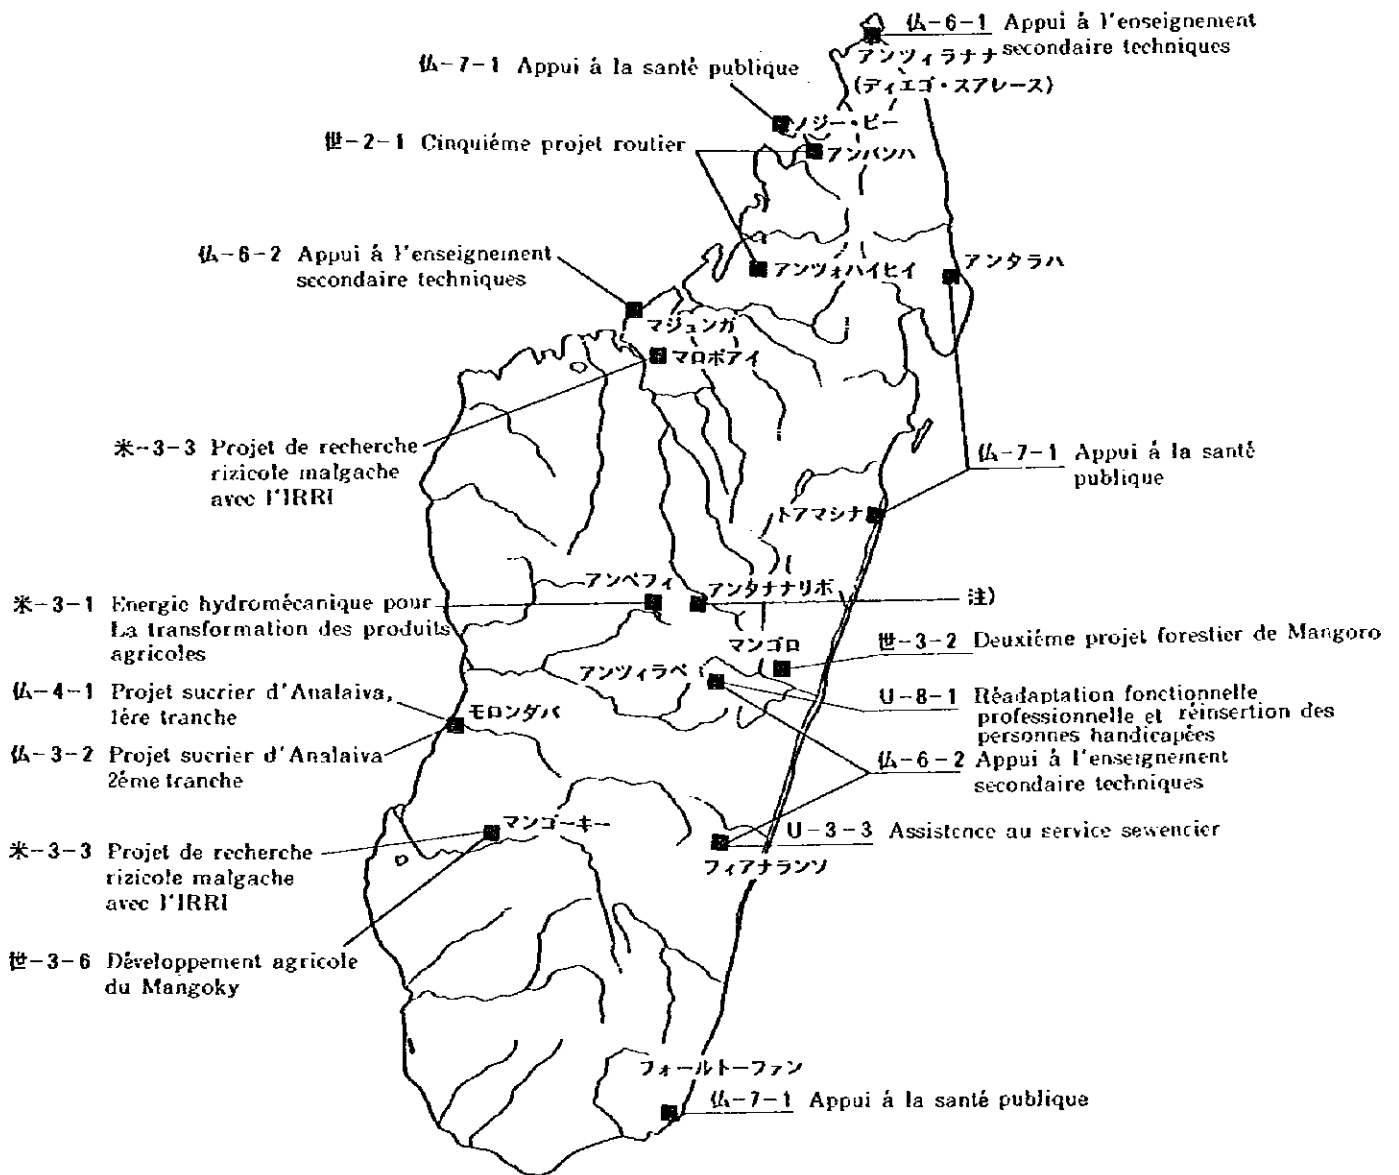 仏-6-1 Appui á l'enseignement
secondaire techniques
アンツィラナナ
(ディエゴ・スアレース)
仏-7-1 Appui á la santé publique
ノジー・ビー
世-2-1 Cinquiéme projet routier
アンバンハ
仏-6-2 Appui á l'enseignement
secondaire techniques
アンツォハイヒイ
アンタラハ
マジュンガ
マロボアイ
米-3-3 Projet de recherche
rizicole malgache
avec l'IRRI
仏-7-1 Appui á la santé
publique
トアマシナ
アンペフィ
アンタナナリボ
注)
米-3-1 Energie hydromécanique pour
La transformation des produits
agricoles
マンゴロ
世-3-2 Deuxiéme projet forestier de Mangoro
アンツィラベ
U-8-1 Réadaptation fonctionnelle
professionnelle et réinsertion des
personnes handicapées
仏-4-1 Projet sucrier d'Analaiva,
1ére tranche
モロンダバ
仏-3-2 Projet sucrier d'Analaiva
2éme tranche
仏-6-2 Appui á l'enseignement
secondaire techniques
マンゴーキー
U-3-3 Assistence au service sewencier
フィアナランソ
米-3-3 Projet de recherche
rizicole malgache
avec l'IRRI
世-3-6 Développement agricole
du Mangoky
フォールトーファン
仏-7-1 Appui á la santé publique